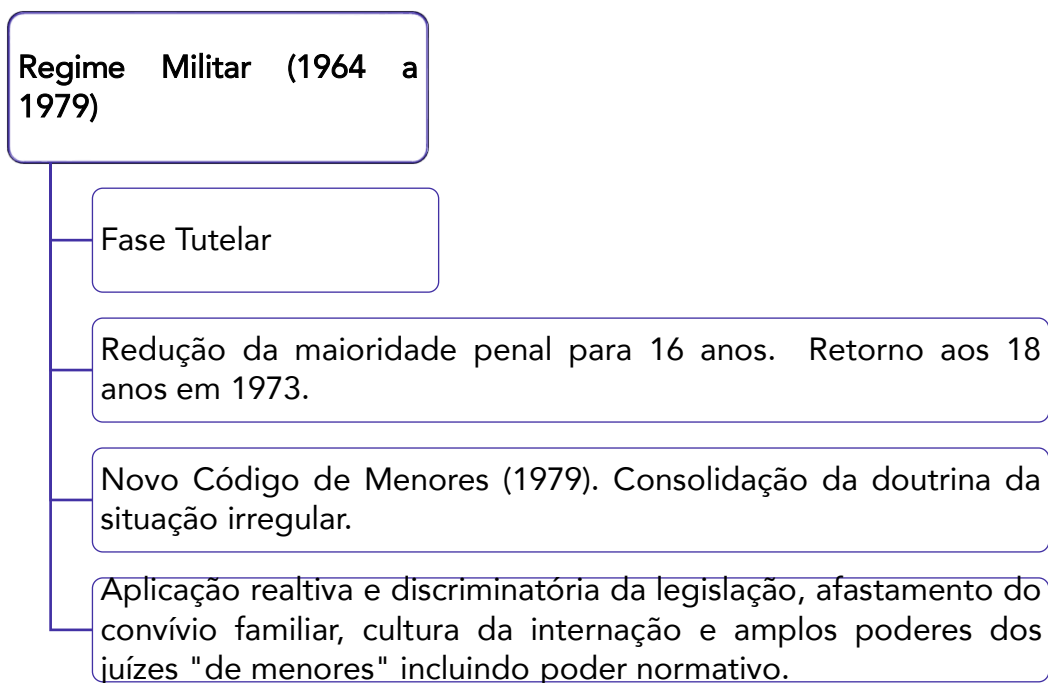 Regime Militar (1964 a
1979)
Fase Tutelar
Redução da maioridade penal para 16 anos. Retorno aos 18
anos em 1973.
Novo Código de Menores (1979). Consolidação da doutrina da
situação irregular.
Aplicação realtiva e discriminatória da legislação, afastamento do
convívio familiar, cultura da internação e amplos poderes dos
juízes "de menores" incluindo poder normativo.